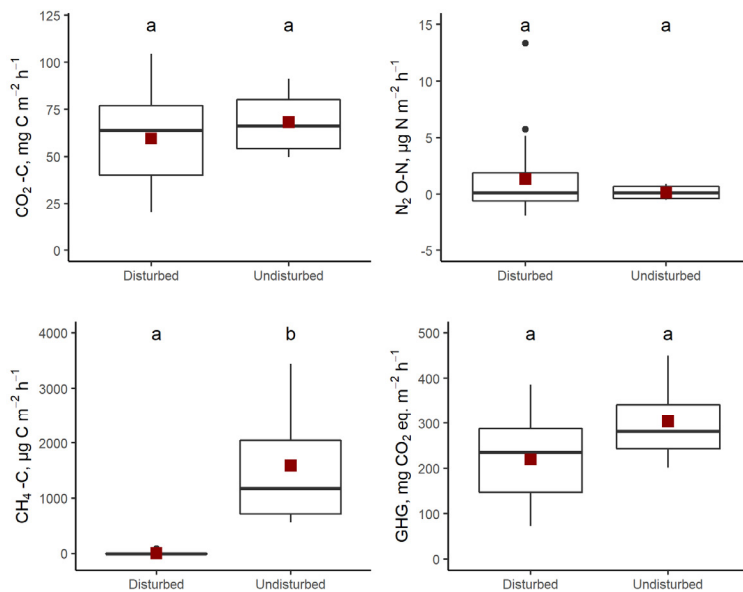 a a
125
100
75
50
25
0
CO₂ -C, mg C m⁻² h⁻¹
Disturbed Undisturbed
a a
15
10
5
0
-5
N₂ O-N, µg N m⁻² h⁻¹
Disturbed Undisturbed
a b
4000
3000
2000
1000
0
CH₄ -C, µg C m⁻² h⁻¹
Disturbed Undisturbed
a a
500
400
300
200
100
0
GHG, mg CO₂ eq. m⁻² h⁻¹
Disturbed Undisturbed